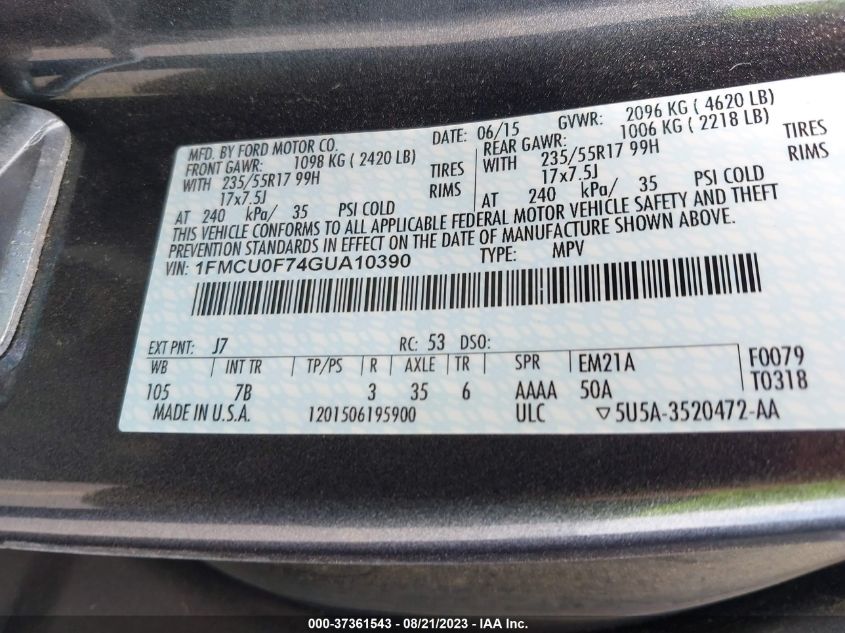 MFD. BY FORD MOTOR CO. DATE: 06/15 GVWR: 2096 KG ( 4620 LB)
FRONT GAWR: 1098 KG ( 2420 LB) REAR GAWR: 1006 KG ( 2218 LB)
WITH 235/55R17 99H TIRES WITH 235/55R17 99H TIRES
17x7.5J RIMS 17x7.5J RIMS
AT 240 kPa/ 35 PSI COLD AT 240 kPa/ 35 PSI COLD
THIS VEHICLE CONFORMS TO ALL APPLICABLE FEDERAL MOTOR VEHICLE SAFETY AND THEFT
PREVENTION STANDARDS IN EFFECT ON THE DATE OF MANUFACTURE SHOWN ABOVE.
VIN: 1FMCU0F74GUA10390 TYPE: MPV
EXT PNT: J7 RC: 53 DSO:
WB INT TR TP/PS R AXLE TR SPR EM21A F0079
105 7B 3 35 6 AAAA 50A T0318
MADE IN U.S.A. 1201506195900 ULC ▽5U5A-3520472-AA
000-37361543 - 08/21/2023 - IAA Inc.